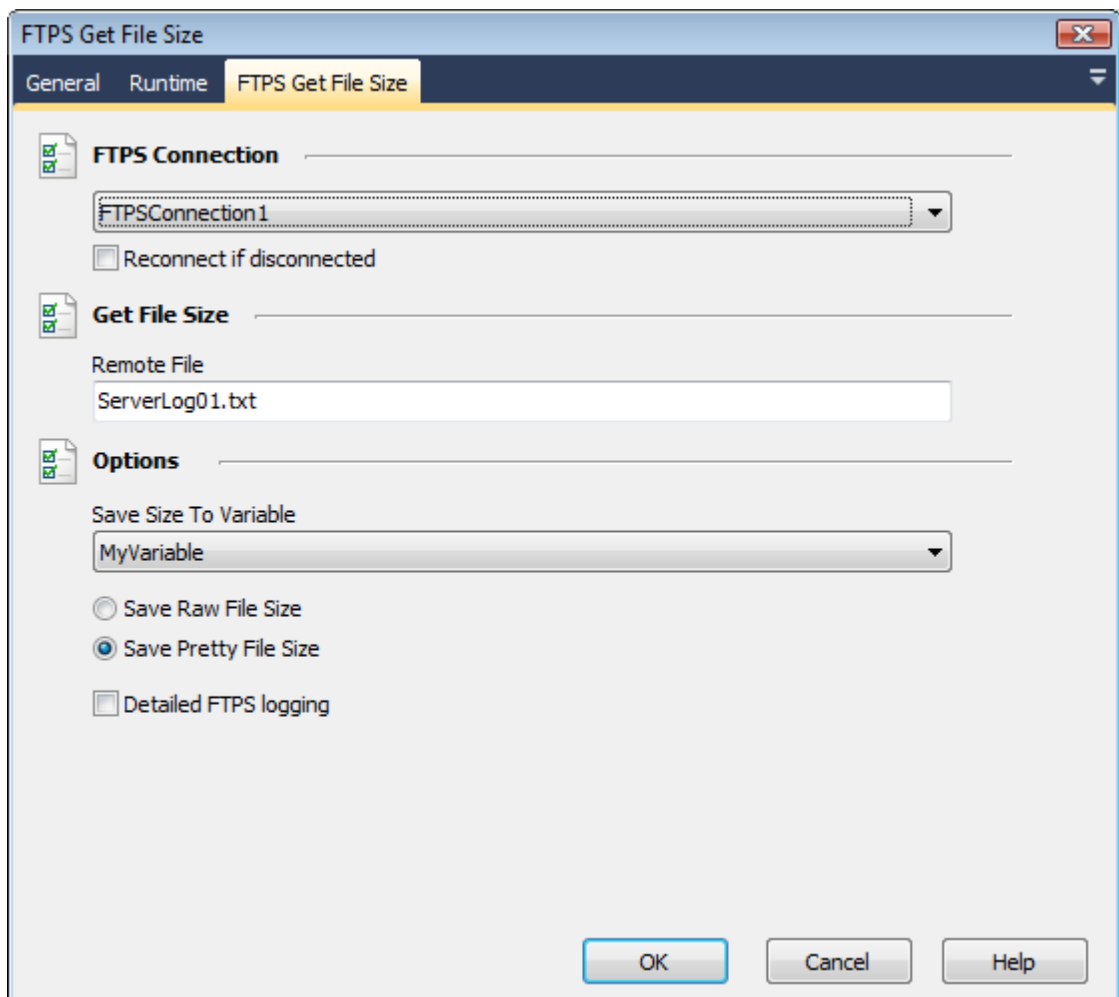 FTPS Get File Size
General Runtime FTPS Get File Size
FTPS Connection
FTPSConnection1
Reconnect if disconnected
Get File Size
Remote File
ServerLog01.txt
Options
Save Size To Variable
MyVariable
Save Raw File Size
Save Pretty File Size
Detailed FTPS logging
OK Cancel Help